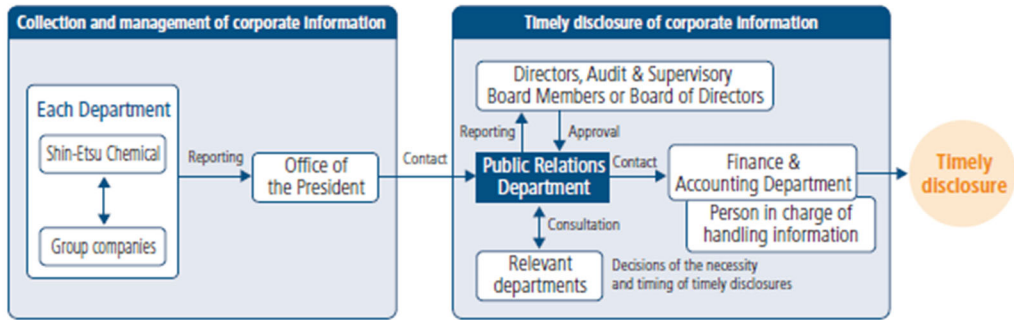 Collection and management of corporate information
Each Department
Shin-Etsu Chemical
Group companies
Reporting
Office of
the President
Contact
Timely disclosure of corporate information
Directors, Audit & Supervisory
Board Members or Board of Directors
Reporting
Approval
Public Relations
Department
Contact
Finance &
Accounting Department
Person in charge of
handling information
Consultation
Relevant
departments
Decisions of the necessity
and timing of timely disclosures
Timely
disclosure